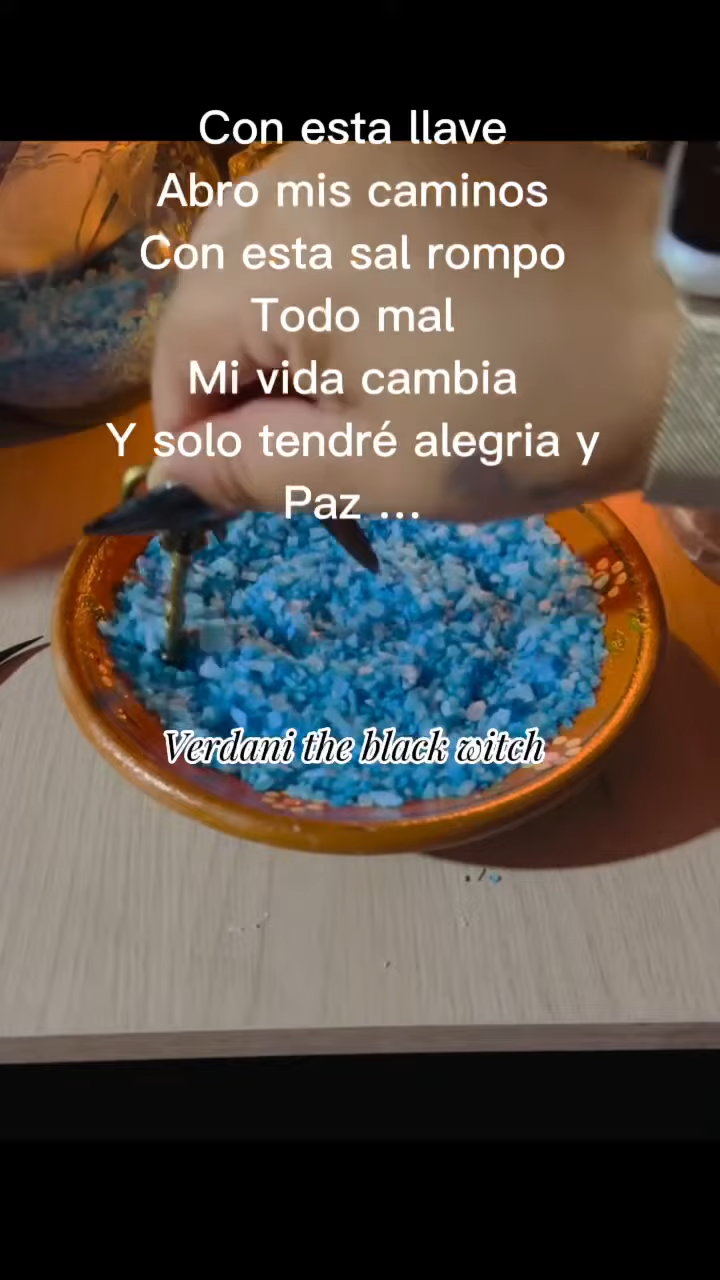 Con esta llave
Abro mis caminos
Con esta sal rompo
Todo mal
Mi vida cambia
Y solo tendré alegria y
Paz ...
Verdani the black witch